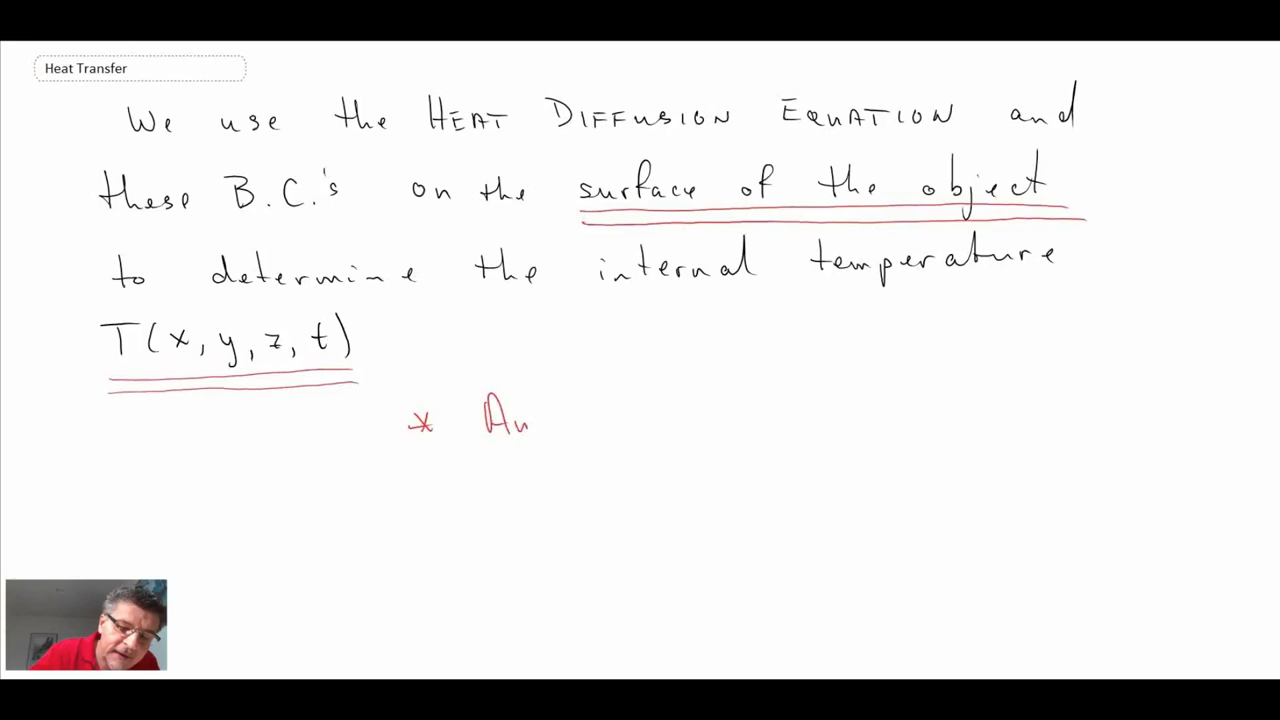 Heat Transfer
We use the HEAT DIFFUSION EQUATION and
these B.C.'s on the surface of the object
to determine the internal temperature
T(x, y, z, t)
* An